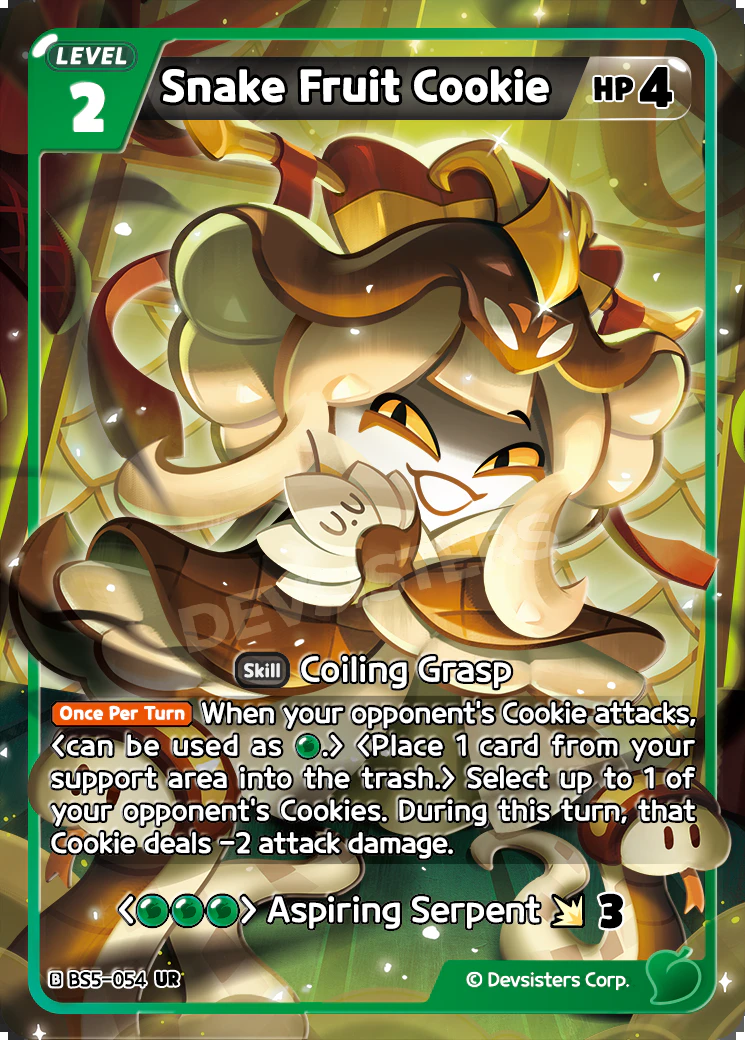 LEVEL
2
Snake Fruit Cookie
HP 4
DEVSISTERS
Skill Coiling Grasp
Once Per Turn When your opponent's Cookie attacks,
<can be used as .> <Place 1 card from your
support area into the trash.> Select up to 1 of
your opponent's Cookies. During this turn, that
Cookie deals -2 attack damage.
< > Aspiring Serpent 3
B BS5-054 UR
© Devsisters Corp.